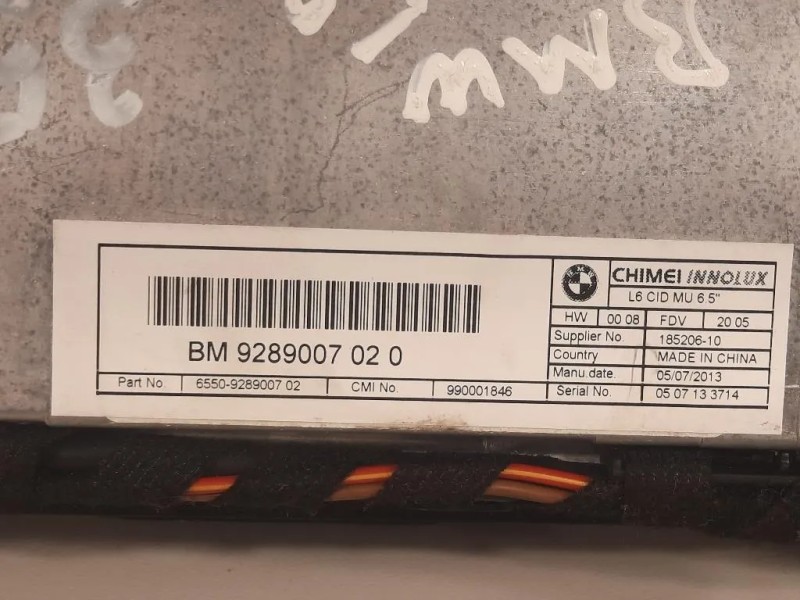 BMW
BMW
CHIMEI INNOLUX
L6 CID MU 6.5"
HW 00 08 FDV 20 05
Supplier No. 185206-10
Country MADE IN CHINA
Manu.date. 05/07/2013
Serial No. 05 07 13 3714
BM 9289007 02 0
Part No. 6550-9289007 02 CMI No. 990001846